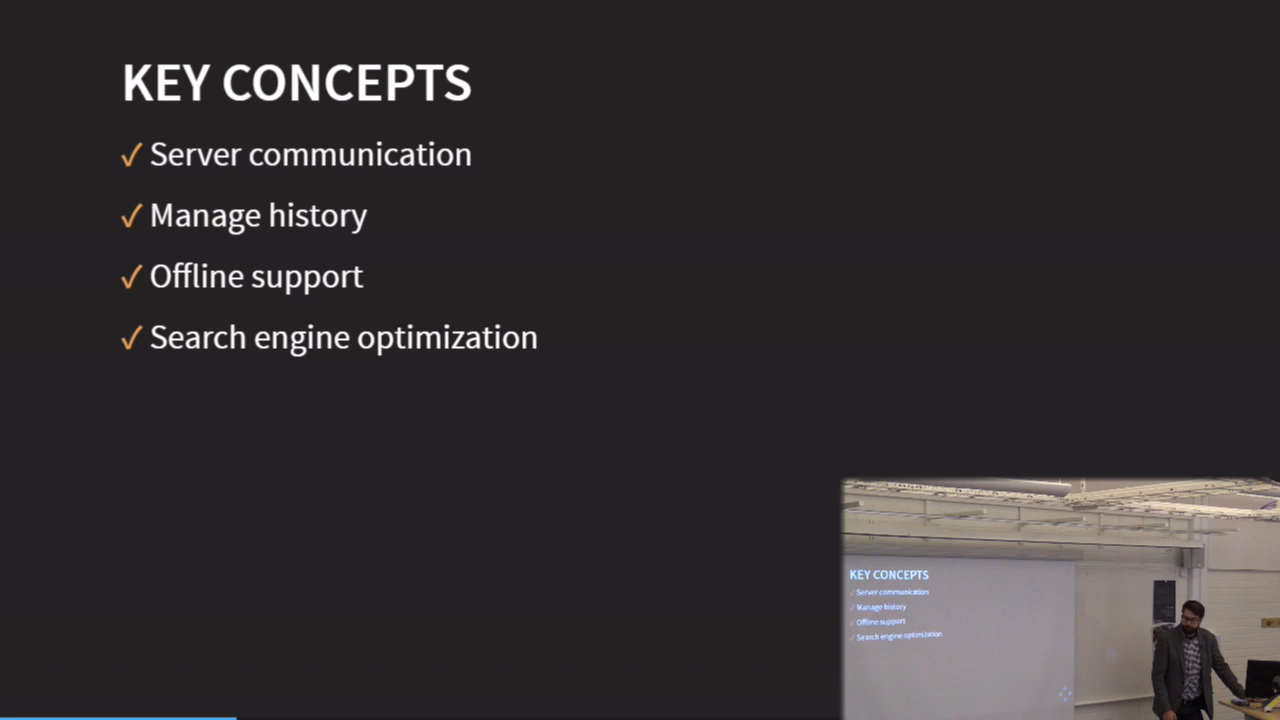 KEY CONCEPTS
✓ Server communication
✓ Manage history
✓ Offline support
✓ Search engine optimization
KEY CONCEPTS
✓ Server communication
✓ Manage history
✓ Offline support
✓ Search engine optimization